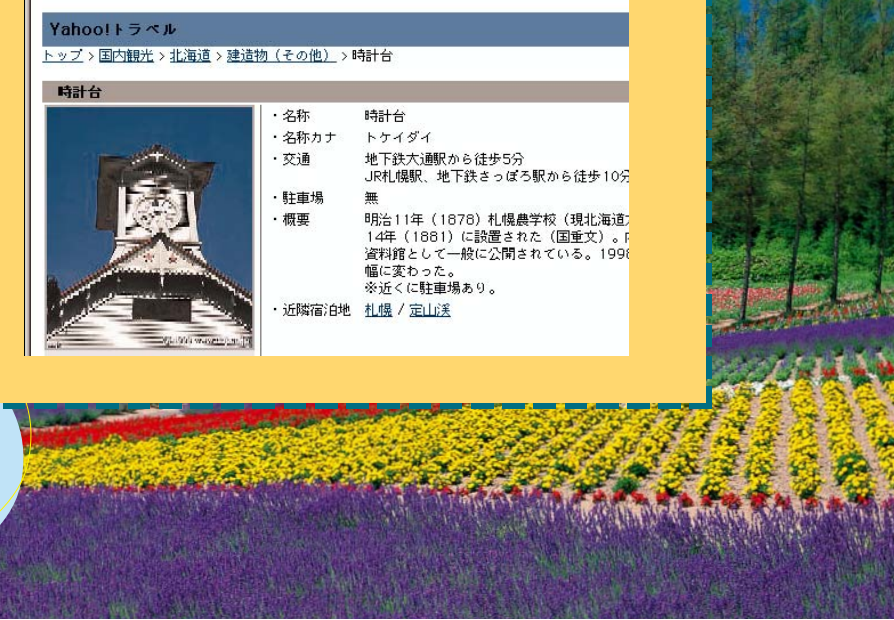 Yahoo!トラベル
トップ > 国内観光 > 北海道 > 建造物（その他） > 時計台
時計台
・名称 時計台
・名称カナ トケイダイ
・交通 地下鉄大通駅から徒歩5分
JR札幌駅、地下鉄さっぽろ駅から徒歩10分
・駐車場 無
・概要 明治11年（1878）札幌農学校（現北海道
14年（1881）に設置された（国重文）。
資料館として一般に公開されている。1998
幅に変わった。
※近くに駐車場あり。
・近隣宿泊地 札幌 / 定山渓